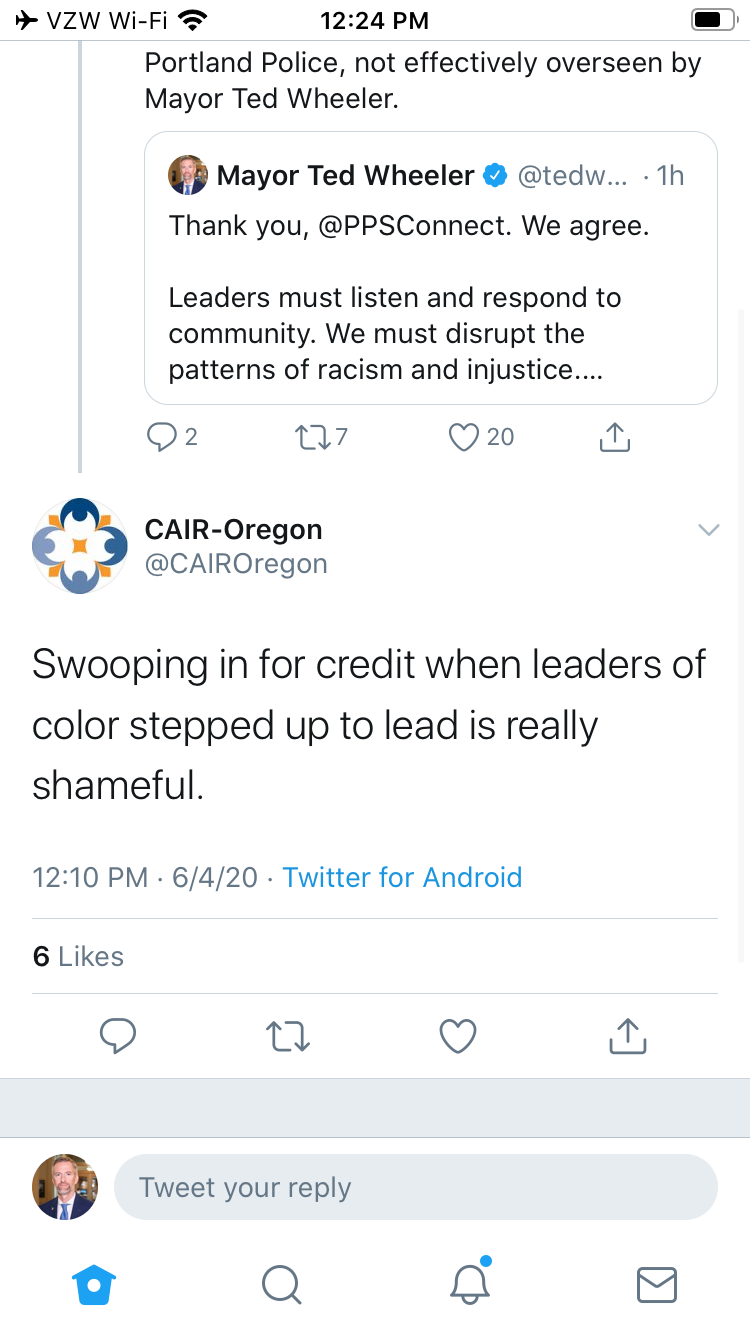 VZW Wi-Fi 12:24 PM
Portland Police, not effectively overseen by
Mayor Ted Wheeler.
Mayor Ted Wheeler @tedw... · 1h
Thank you, @PPSConnect. We agree.
Leaders must listen and respond to
community. We must disrupt the
patterns of racism and injustice....
2 7 20
CAIR-Oregon
@CAIROregon
Swooping in for credit when leaders of
color stepped up to lead is really
shameful.
12:10 PM · 6/4/20 · Twitter for Android
6 Likes
Tweet your reply